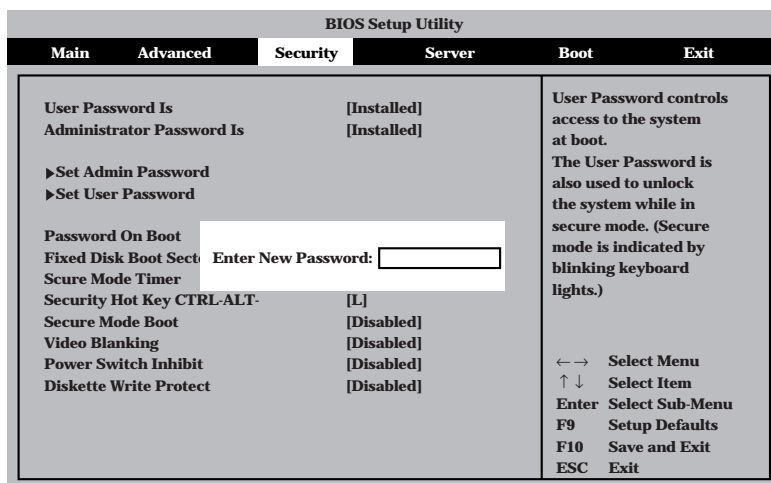 BIOS Setup Utility
Main Advanced Security Server Boot Exit
User Password Is [Installed]
Administrator Password Is [Installed]
▶Set Admin Password
▶Set User Password
Password On Boot
Fixed Disk Boot
Scure Mode Timer
Security Hot Key CTRL-ALT- [L]
Secure Mode Boot [Disabled]
Video Blanking [Disabled]
Power Switch Inhibit [Disabled]
Diskette Write Protect [Disabled]
Enter New Password:
User Password controls
access to the system
at boot.
The User Password is
also used to unlock
the system while in
secure mode. (Secure
mode is indicated by
blinking keyboard
lights.)
←→ Select Menu
↑↓ Select Item
Enter Select Sub-Menu
F9 Setup Defaults
F10 Save and Exit
ESC Exit